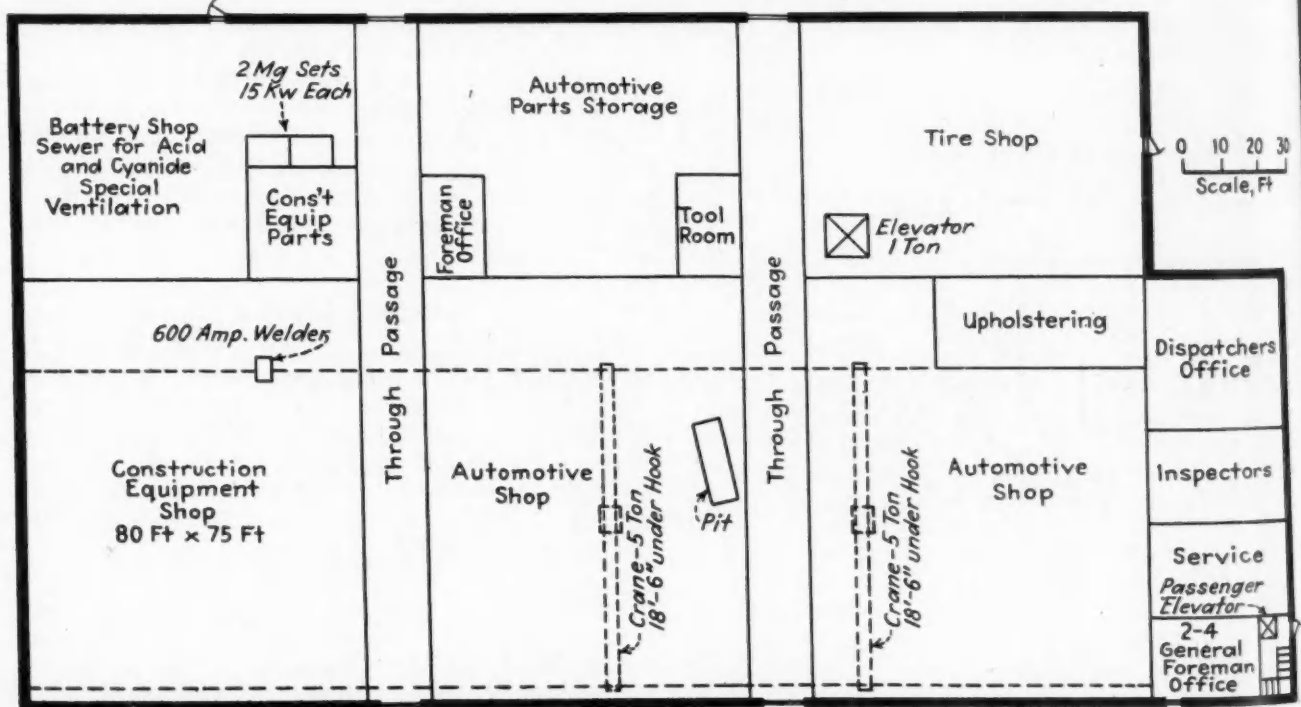 2 Mg Sets
15 Kw Each
Battery Shop
Sewer for Acid
and Cyanide
Special
Ventilation
Cons't
Equip
Parts
Automotive
Parts Storage
Foreman
Office
Tool
Room
Tire Shop
Elevator
1 Ton
0 10 20 30
Scale, Ft
Through Passage
Through Passage
600 Amp. Welder
Upholstering
Dispatchers
Office
Construction
Equipment
Shop
80 Ft x 75 Ft
Automotive
Shop
Crane-5 Ton
18'-6" under Hook
Pit
Crane-5 Ton
18'-6" under Hook
Automotive
Shop
Inspectors
Service
Passenger
Elevator
2-4
General
Foreman
Office